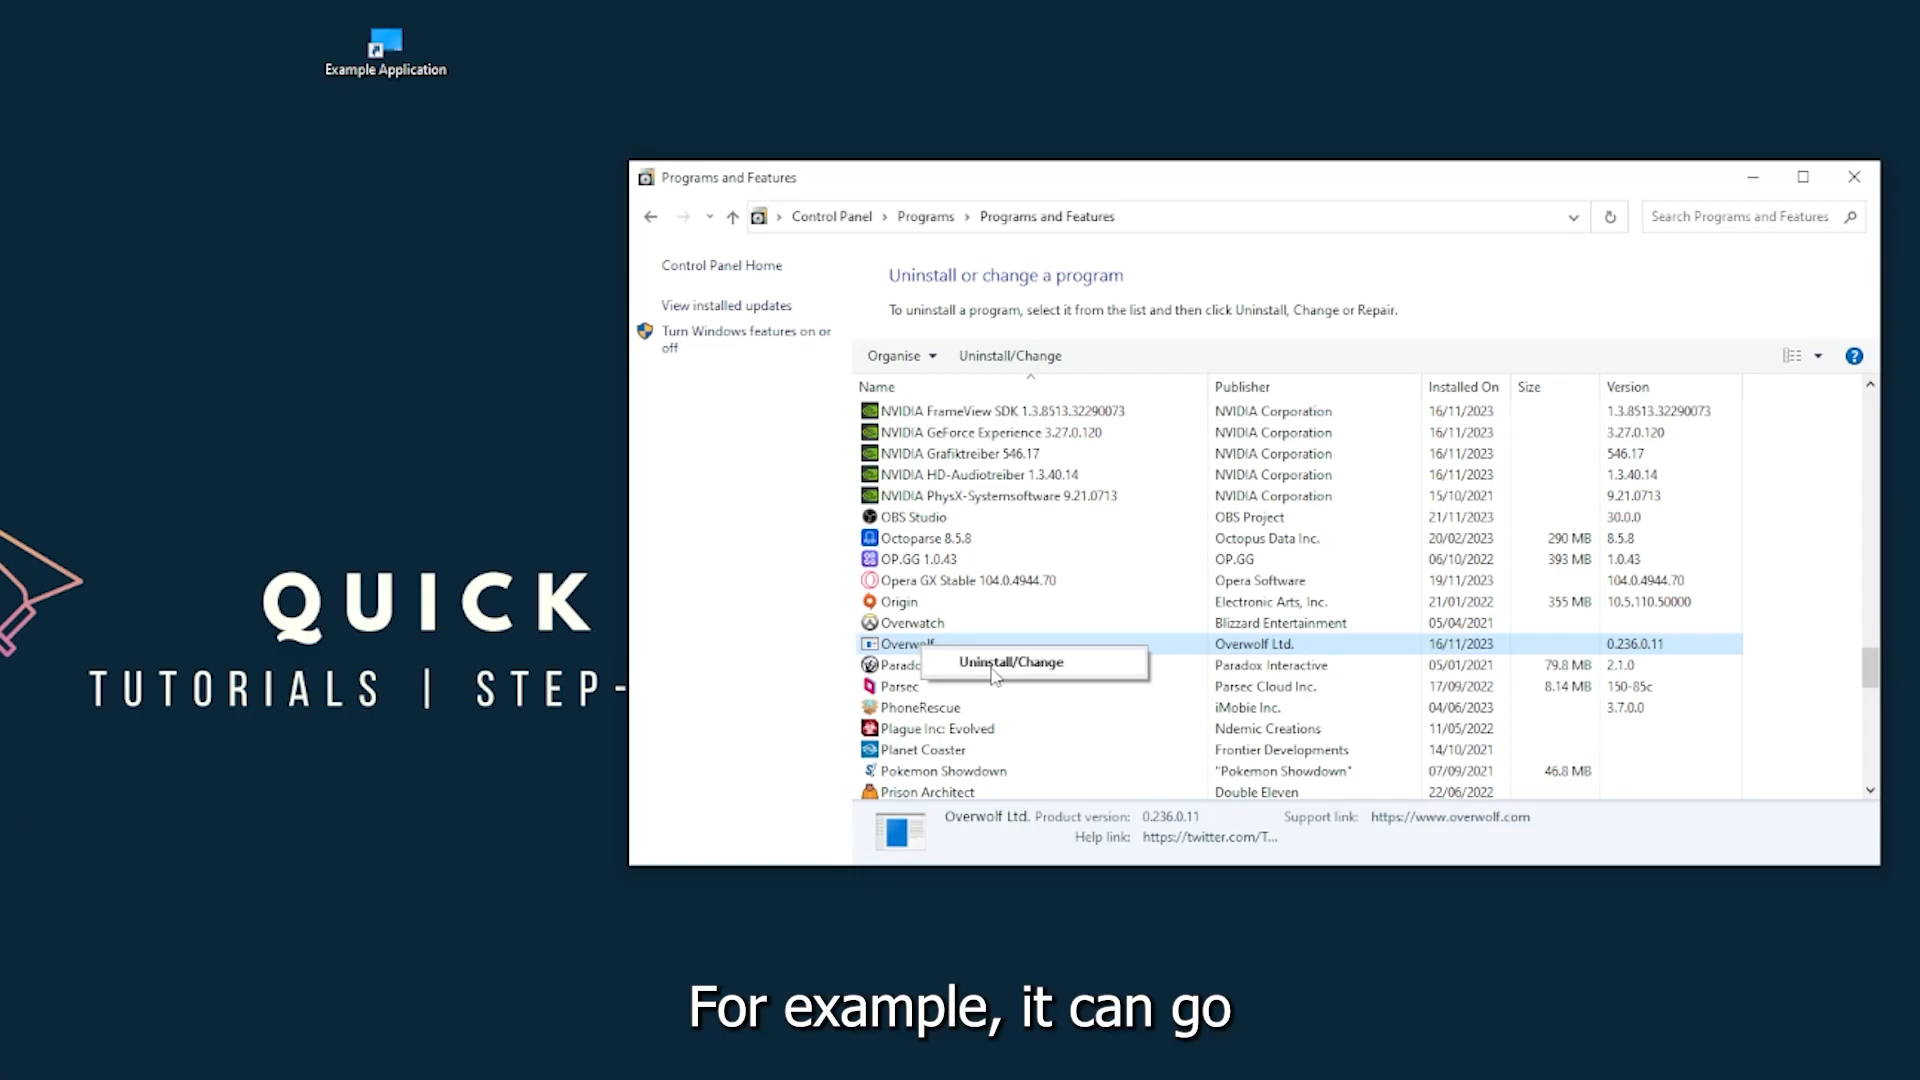 Example Application
Programs and Features
Control Panel > Programs > Programs and Features
Search Programs and Features
Control Panel Home
View installed updates
Turn Windows features on or
off
Uninstall or change a program
To uninstall a program, select it from the list and then click Uninstall, Change or Repair.
Organise Uninstall/Change
Name Publisher Installed On Size Version
NVIDIA FrameView SDK 1.3.8513.32290073 NVIDIA Corporation 16/11/2023 1.3.8513.32290073
NVIDIA GeForce Experience 3.27.0.120 NVIDIA Corporation 16/11/2023 3.27.0.120
NVIDIA Grafiktreiber 546.17 NVIDIA Corporation 16/11/2023 546.17
NVIDIA HD-Audiotreiber 1.3.40.14 NVIDIA Corporation 16/11/2023 1.3.40.14
NVIDIA PhysX-Systemsoftware 9.21.0713 NVIDIA Corporation 15/10/2021 9.21.0713
OBS Studio OBS Project 21/11/2023 30.0.0
Octoparse 8.5.8 Octopus Data Inc. 20/02/2023 290 MB 8.5.8
OP.GG 1.0.43 OP.GG 06/10/2022 393 MB 1.0.43
Opera GX Stable 104.0.4944.70 Opera Software 19/11/2023 104.0.4944.70
Origin Electronic Arts, Inc. 21/01/2022 355 MB 10.5.110.50000
Overwatch Blizzard Entertainment 05/04/2021
Overwolf Overwolf Ltd. 16/11/2023 0.236.0.11
Uninstall/Change
Parado Paradox Interactive 05/01/2021 79.8 MB 2.1.0
Parsec Parsec Cloud Inc. 17/09/2022 8.14 MB 150-85c
PhoneRescue iMobie Inc. 04/06/2023 3.7.0.0
Plague Inc: Evolved Ndemic Creations 11/05/2022
Planet Coaster Frontier Developments 14/10/2021
Pokemon Showdown "Pokemon Showdown" 07/09/2021 46.8 MB
Prison Architect Double Eleven 22/06/2022
Overwolf Ltd. Product version: 0.236.0.11 Support link: https://www.overwolf.com
Help link: https://twitter.com/T...
QUICK
TUTORIALS | STEP-
For example, it can go